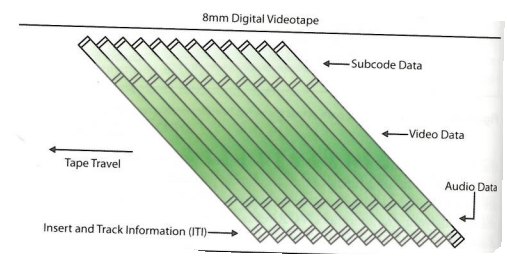 8mm Digital Videotape
Subcode Data
Video Data
Tape Travel
Audio Data
Insert and Track Information (ITI)